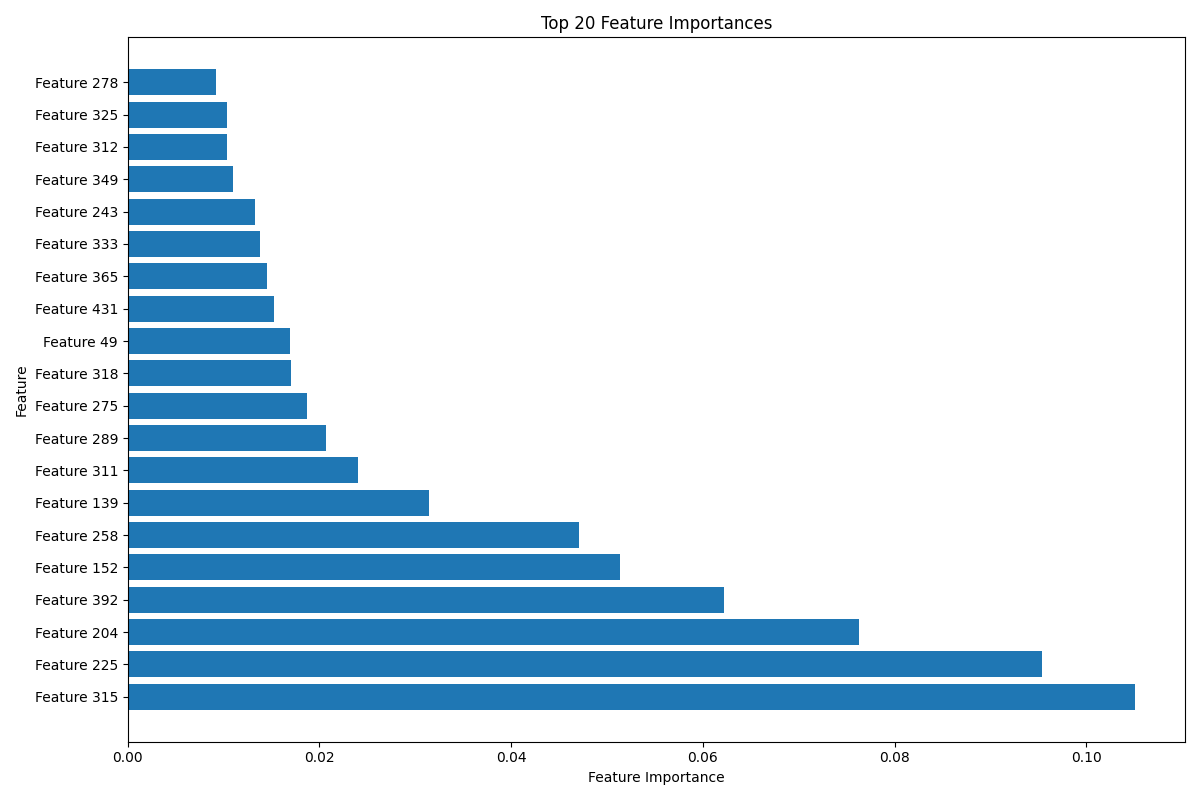 Top 20 Feature Importances
Feature 278
Feature 325
Feature 312
Feature 349
Feature 243
Feature 333
Feature 365
Feature 431
Feature 49
Feature 318
Feature 275
Feature 289
Feature 311
Feature 139
Feature 258
Feature 152
Feature 392
Feature 204
Feature 225
Feature 315
Feature
0.00 0.02 0.04 0.06 0.08 0.10
Feature Importance